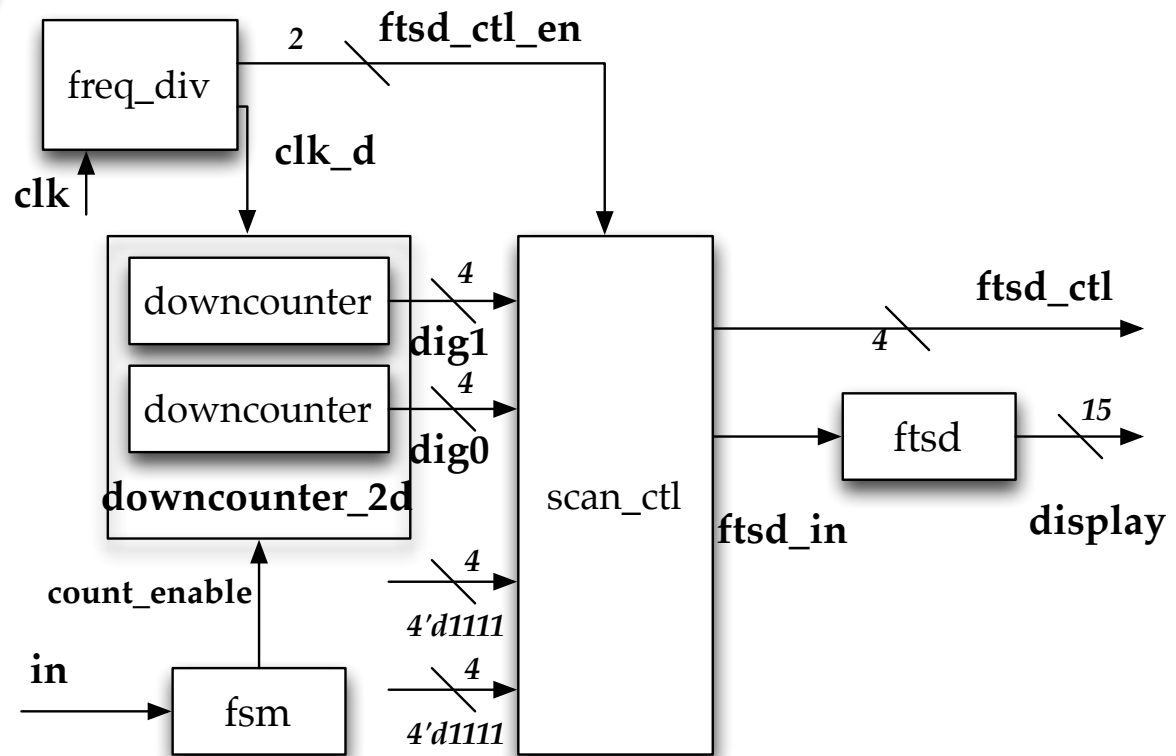 2
ftsd_ctl_en
freq_div
clk_d
clk
downcounter
4
dig1
downcounter
4
dig0
downcounter_2d
scan_ctl
ftsd_ctl
4
ftsd
15
ftsd_in
display
count_enable
4
4'd1111
in
fsm
4
4'd1111